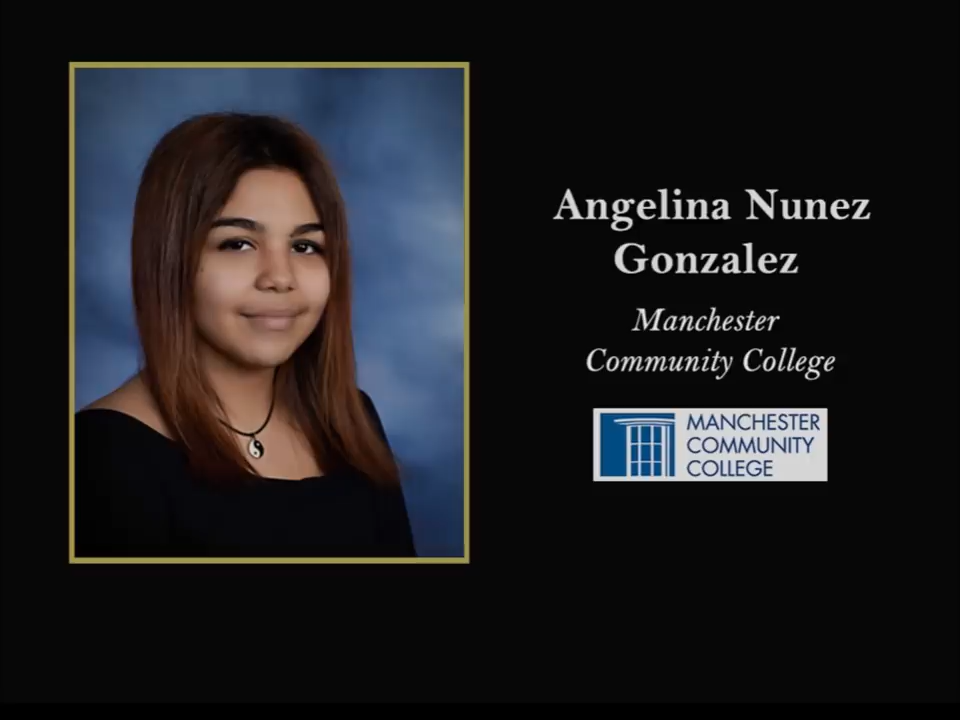 Angelina Nunez
Gonzalez
Manchester
Community College
MANCHESTER
COMMUNITY
COLLEGE